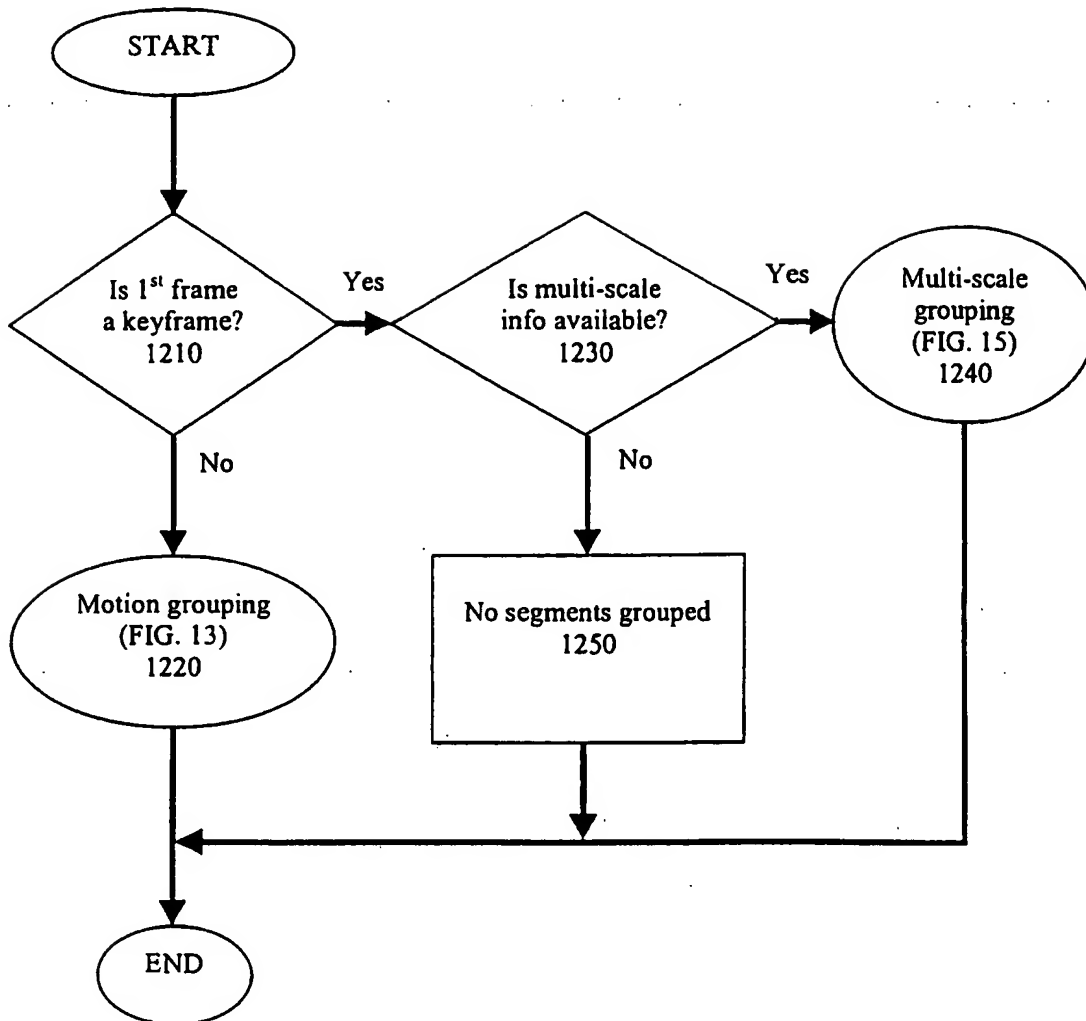 START
Is 1st frame
a keyframe?
1210
Yes
Is multi-scale
info available?
1230
Yes
Multi-scale
grouping
(FIG. 15)
1240
No
No
Motion grouping
(FIG. 13)
1220
No segments grouped
1250
END